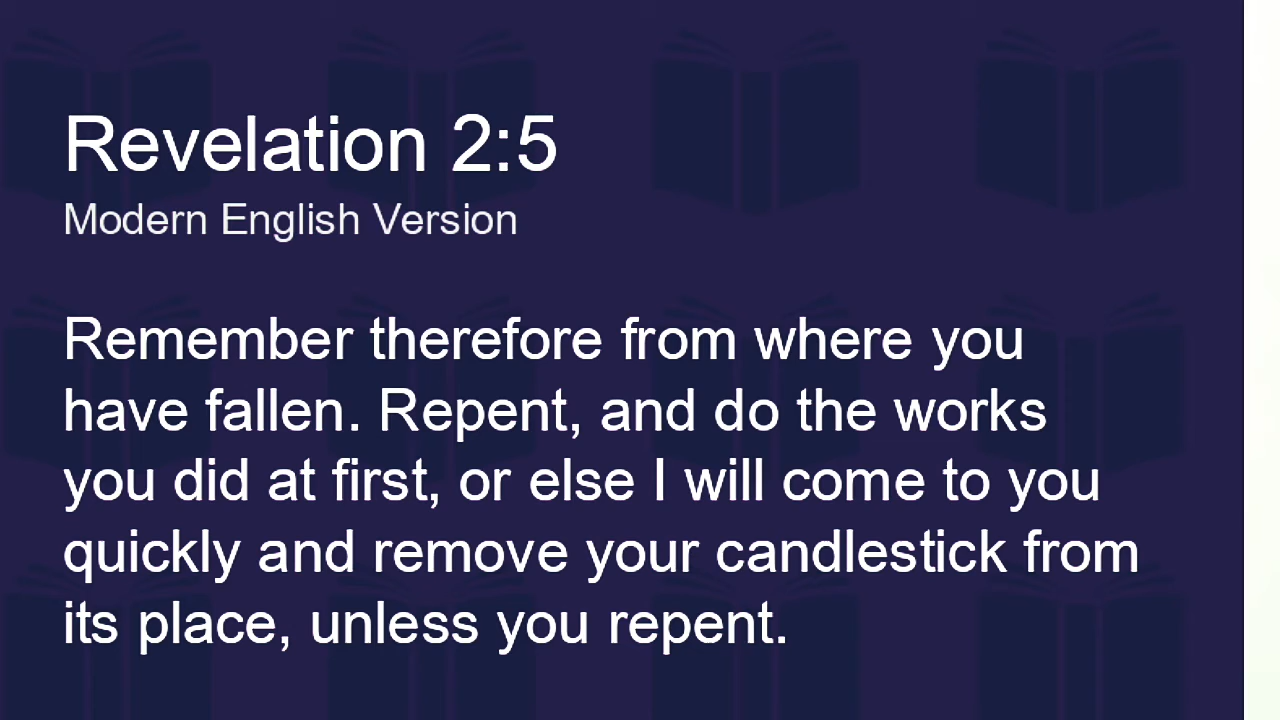 Revelation 2:5
Modern English Version
Remember therefore from where you
have fallen. Repent, and do the works
you did at first, or else I will come to you
quickly and remove your candlestick from
its place, unless you repent.